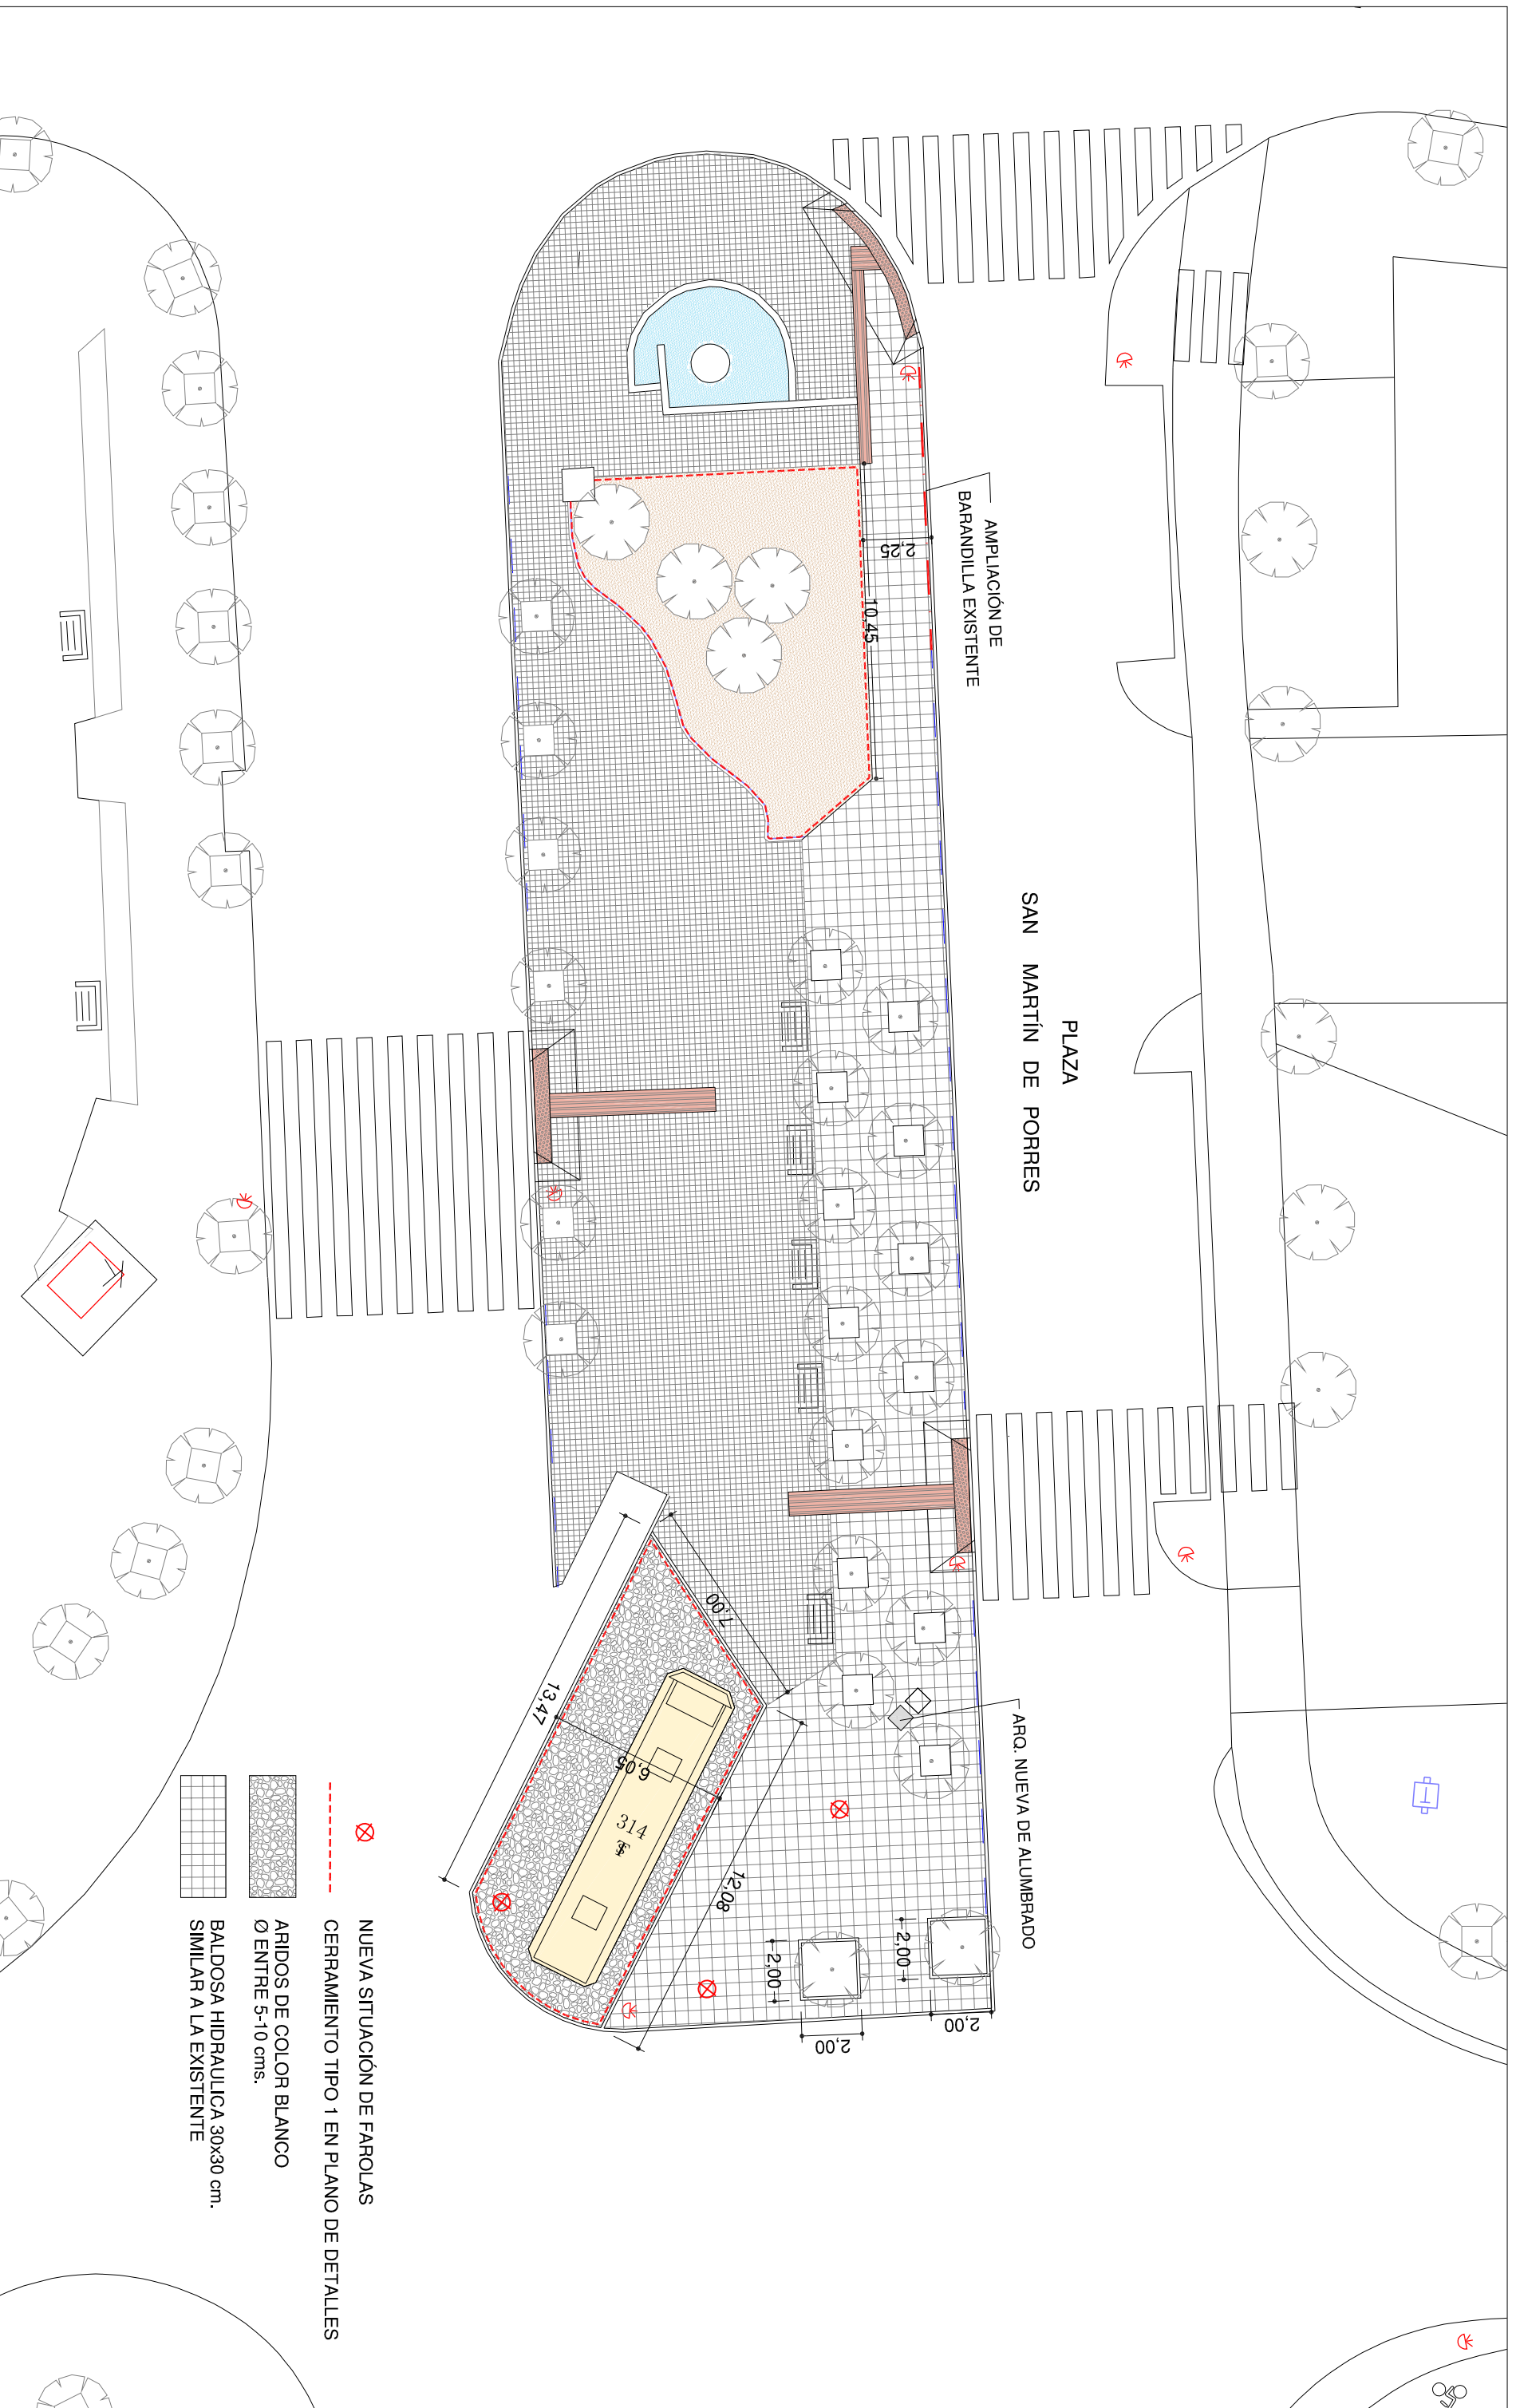 PLAZA
SAN MARTÍN DE PORRES
AMPLIACIÓN DE
BARANDILLA EXISTENTE
2,25
10,45
ARQ. NUEVA DE ALUMBRADO
7,00
13,47
6,05
12,08
314
2,00
2,00
2,00
2,00
NUEVA SITUACIÓN DE FAROLAS
CERRAMIENTO TIPO 1 EN PLANO DE DETALLES
ARIDOS DE COLOR BLANCO
Ø ENTRE 5-10 cms.
BALDOSA HIDRAULICA 30x30 cm.
SIMILAR A LA EXISTENTE